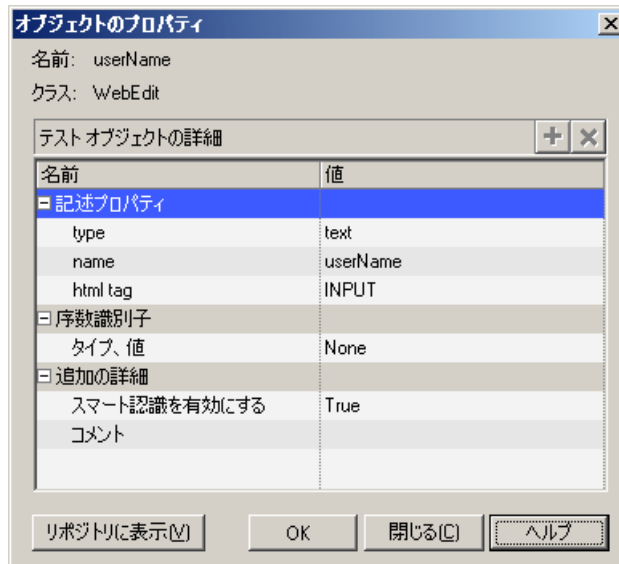 オブジェクトのプロパティ
名前: userName
クラス: WebEdit
テスト オブジェクトの詳細
名前 値
記述プロパティ
type text
name userName
html tag INPUT
序数識別子
タイプ、値 None
追加の詳細
スマート認識を有効にする True
コメント
リポジトリに表示(V) OK 閉じる(C) ヘルプ